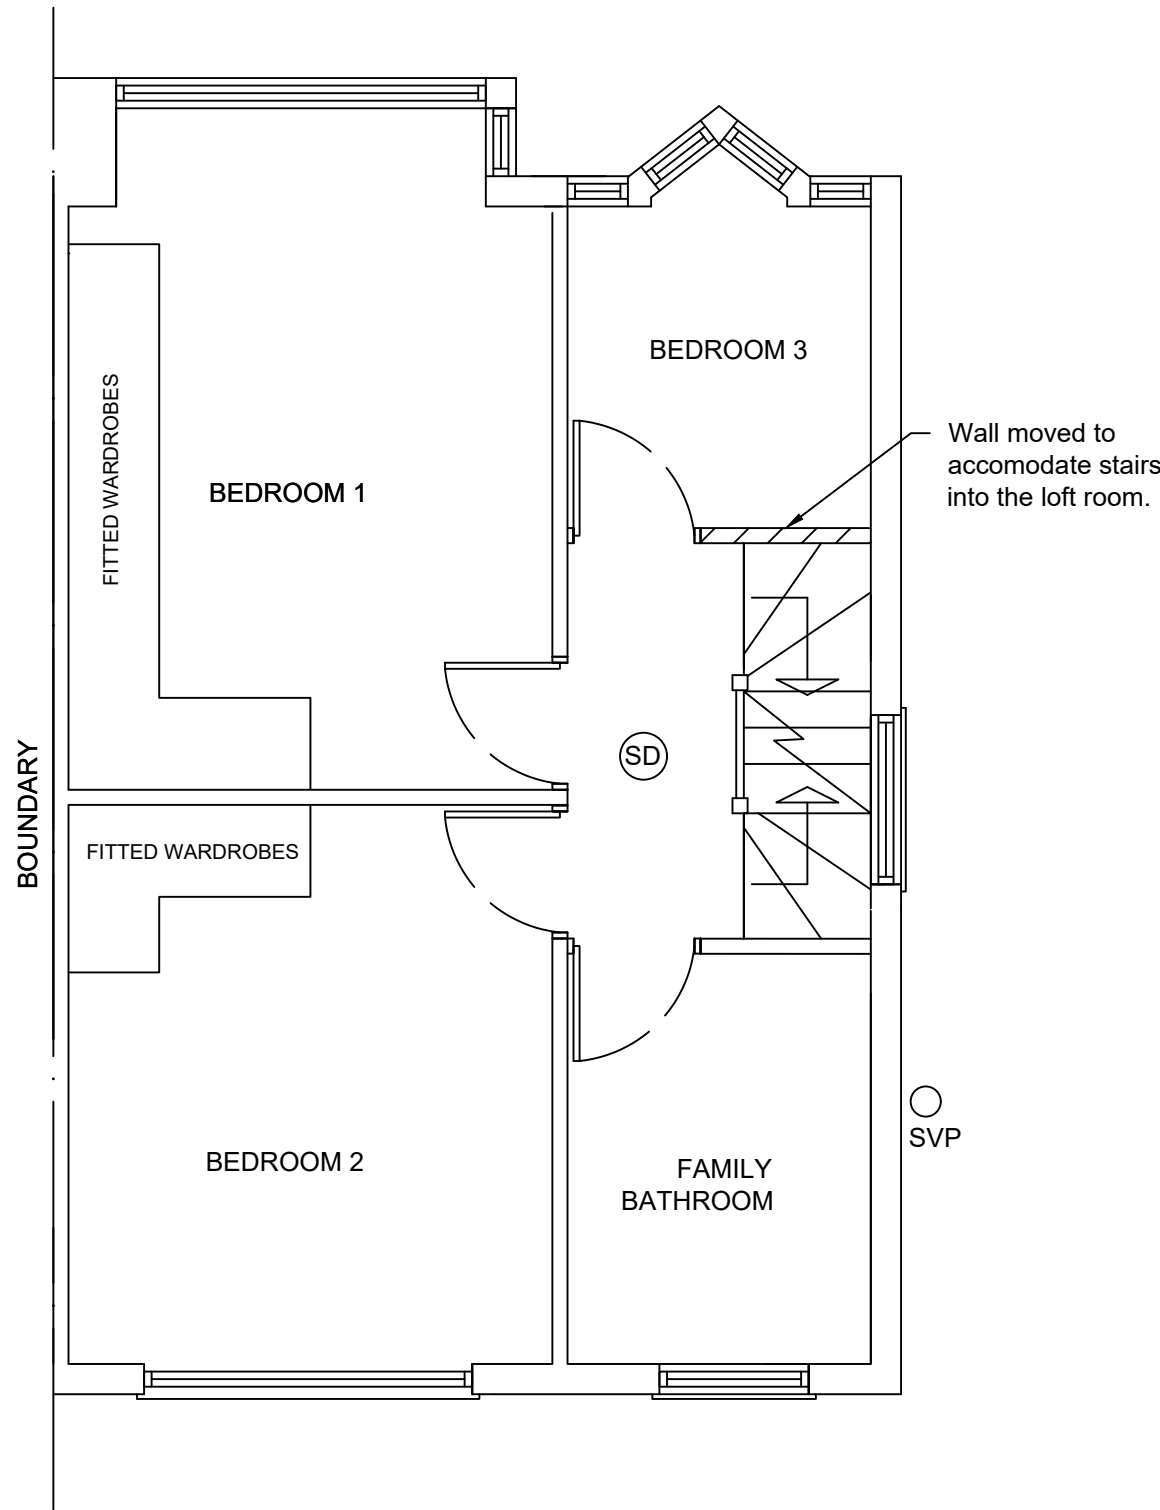 BEDROOM 3
FITTED WARDROBES
Wall moved to
accomodate stairs
into the loft room.
BEDROOM 1
SD
BOUNDARY
FITTED WARDROBES
SVP
BEDROOM 2
FAMILY
BATHROOM